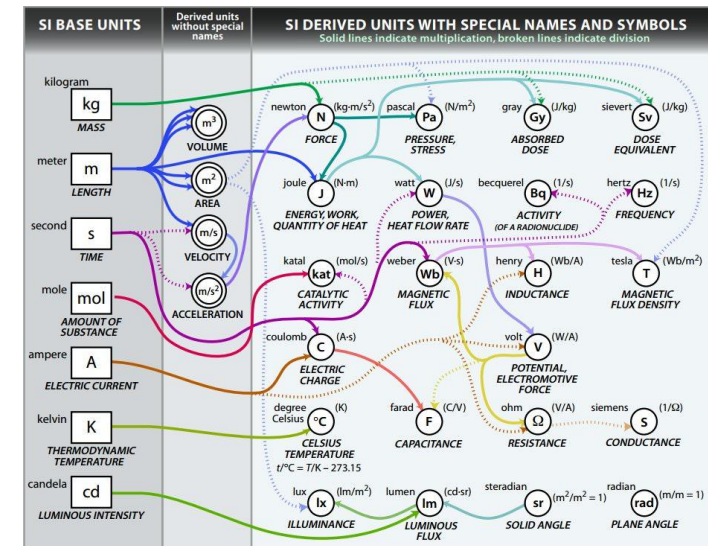 SI BASE UNITS
Derived units
without special
names
SI DERIVED UNITS WITH SPECIAL NAMES AND SYMBOLS
Solid lines indicate multiplication, broken lines indicate division
kilogram
kg
MASS
meter
m
LENGTH
second
s
TIME
mole
mol
AMOUNT OF
SUBSTANCE
ampere
A
ELECTRIC CURRENT
kelvin
K
THERMODYNAMIC
TEMPERATURE
candela
cd
LUMINOUS INTENSITY
m³
VOLUME
m²
AREA
m/s
VELOCITY
m/s²
ACCELERATION
newton
N
(kg·m/s²)
FORCE
pascal
Pa
(N/m²)
PRESSURE,
STRESS
gray
Gy
(J/kg)
ABSORBED
DOSE
sievert
Sv
(J/kg)
DOSE
EQUIVALENT
joule
J
(N·m)
ENERGY, WORK,
QUANTITY OF HEAT
watt
W
(J/s)
POWER,
HEAT FLOW RATE
becquerel
Bq
(1/s)
ACTIVITY
(OF A RADIONUCLIDE)
hertz
Hz
(1/s)
FREQUENCY
katal
kat
(mol/s)
CATALYTIC
ACTIVITY
weber
Wb
(V·s)
MAGNETIC
FLUX
henry
H
(Wb/A)
INDUCTANCE
tesla
T
(Wb/m²)
MAGNETIC
FLUX DENSITY
coulomb
C
(A·s)
ELECTRIC
CHARGE
volt
V
(W/A)
POTENTIAL,
ELECTROMOTIVE
FORCE
degree
Celsius
°C
(K)
CELSIUS
TEMPERATURE
t/°C = T/K – 273.15
farad
F
(C/V)
CAPACITANCE
ohm
Ω
(V/A)
RESISTANCE
siemens
S
(1/Ω)
CONDUCTANCE
lux
lx
(lm/m²)
ILLUMINANCE
lumen
lm
(cd·sr)
LUMINOUS
FLUX
steradian
sr
(m²/m² = 1)
SOLID ANGLE
radian
rad
(m/m = 1)
PLANE ANGLE